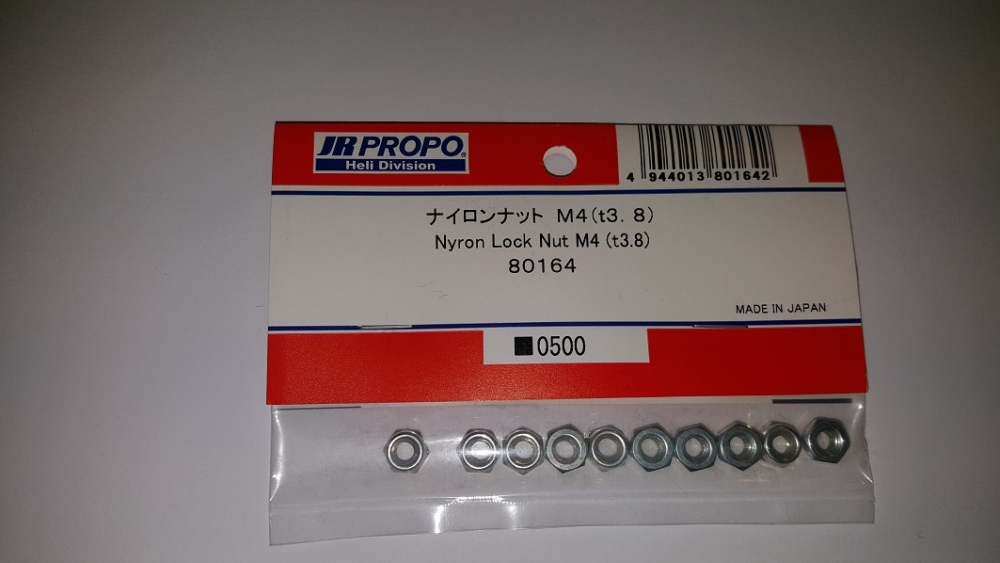 JR PROPO®
Heli Division
4 944013 801642
ナイロンナット M4(t3.8)
Nyron Lock Nut M4 (t3.8)
80164
MADE IN JAPAN
■0500